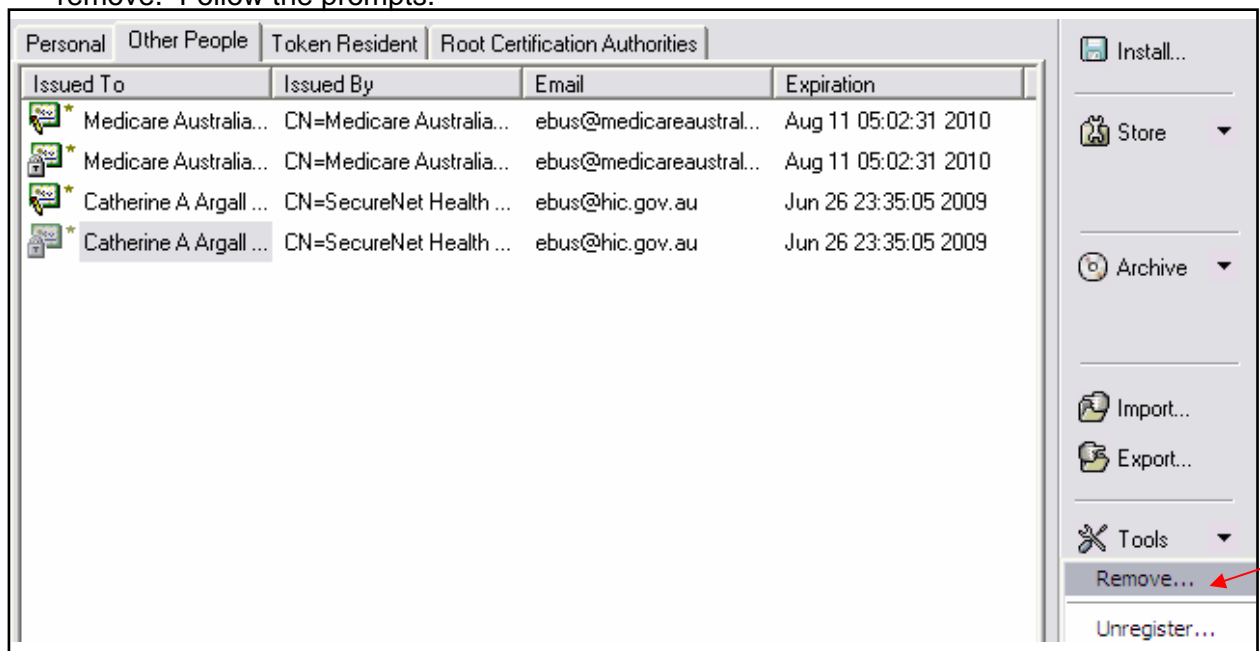 remove. Follow the prompts.
Personal Other People Token Resident Root Certification Authorities
Issued To Issued By Email Expiration
Medicare Australia... CN=Medicare Australia... ebus@medicareaustral... Aug 11 05:02:31 2010
Medicare Australia... CN=Medicare Australia... ebus@medicareaustral... Aug 11 05:02:31 2010
Catherine A Argall ... CN=SecureNet Health ... ebus@hic.gov.au Jun 26 23:35:05 2009
Catherine A Argall ... CN=SecureNet Health ... ebus@hic.gov.au Jun 26 23:35:05 2009
Install...
Store
Archive
Import...
Export...
Tools
Remove...
Unregister...